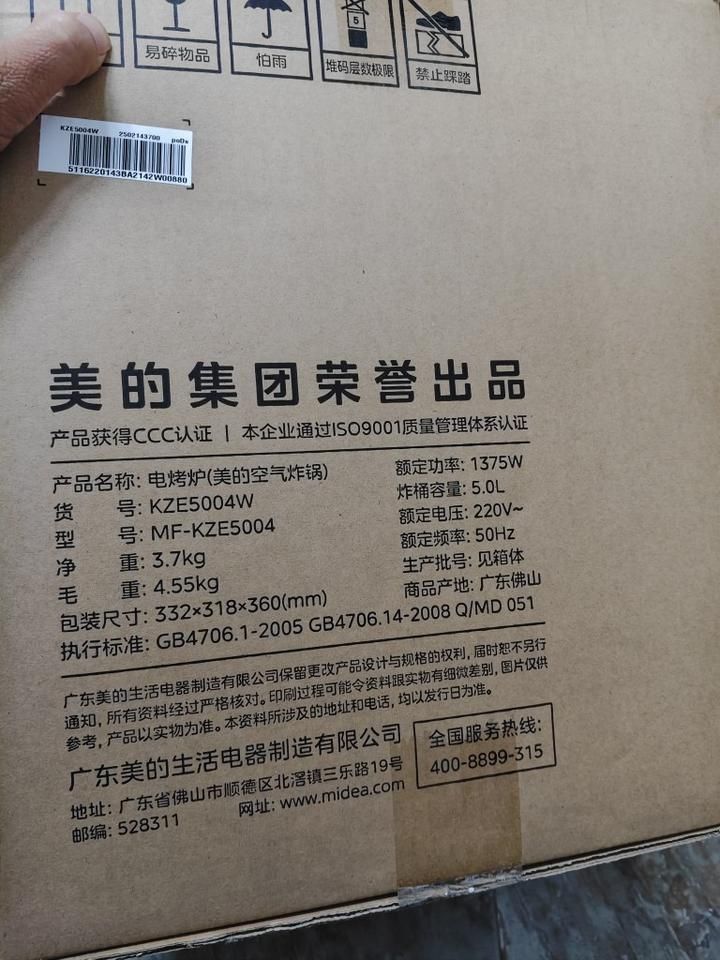 易碎物品
怕雨
5
堆码层数极限
禁止踩踏
KZE5004W 2502143700 poDs
5116220143BA2142W00880
美的集团荣誉出品
产品获得CCC认证 | 本企业通过ISO9001质量管理体系认证
产品名称: 电烤炉(美的空气炸锅)
货号: KZE5004W
型号: MF-KZE5004
净重: 3.7kg
毛重: 4.55kg
包装尺寸: 332×318×360(mm)
执行标准: GB4706.1-2005 GB4706.14-2008 Q/MD 051
额定功率: 1375W
炸桶容量: 5.0L
额定电压: 220V~
额定频率: 50Hz
生产批号: 见箱体
商品产地: 广东佛山
广东美的生活电器制造有限公司保留更改产品设计与规格的权利, 届时恕不另行
通知, 所有资料经过严格核对。印刷过程可能令资料跟实物有细微差别, 图片仅供
参考, 产品以实物为准。本资料所涉及的地址和电话, 均以发行日为准。
广东美的生活电器制造有限公司
地址: 广东省佛山市顺德区北滘镇三乐路19号
邮编: 528311 网址: www.midea.com
全国服务热线:
400-8899-315